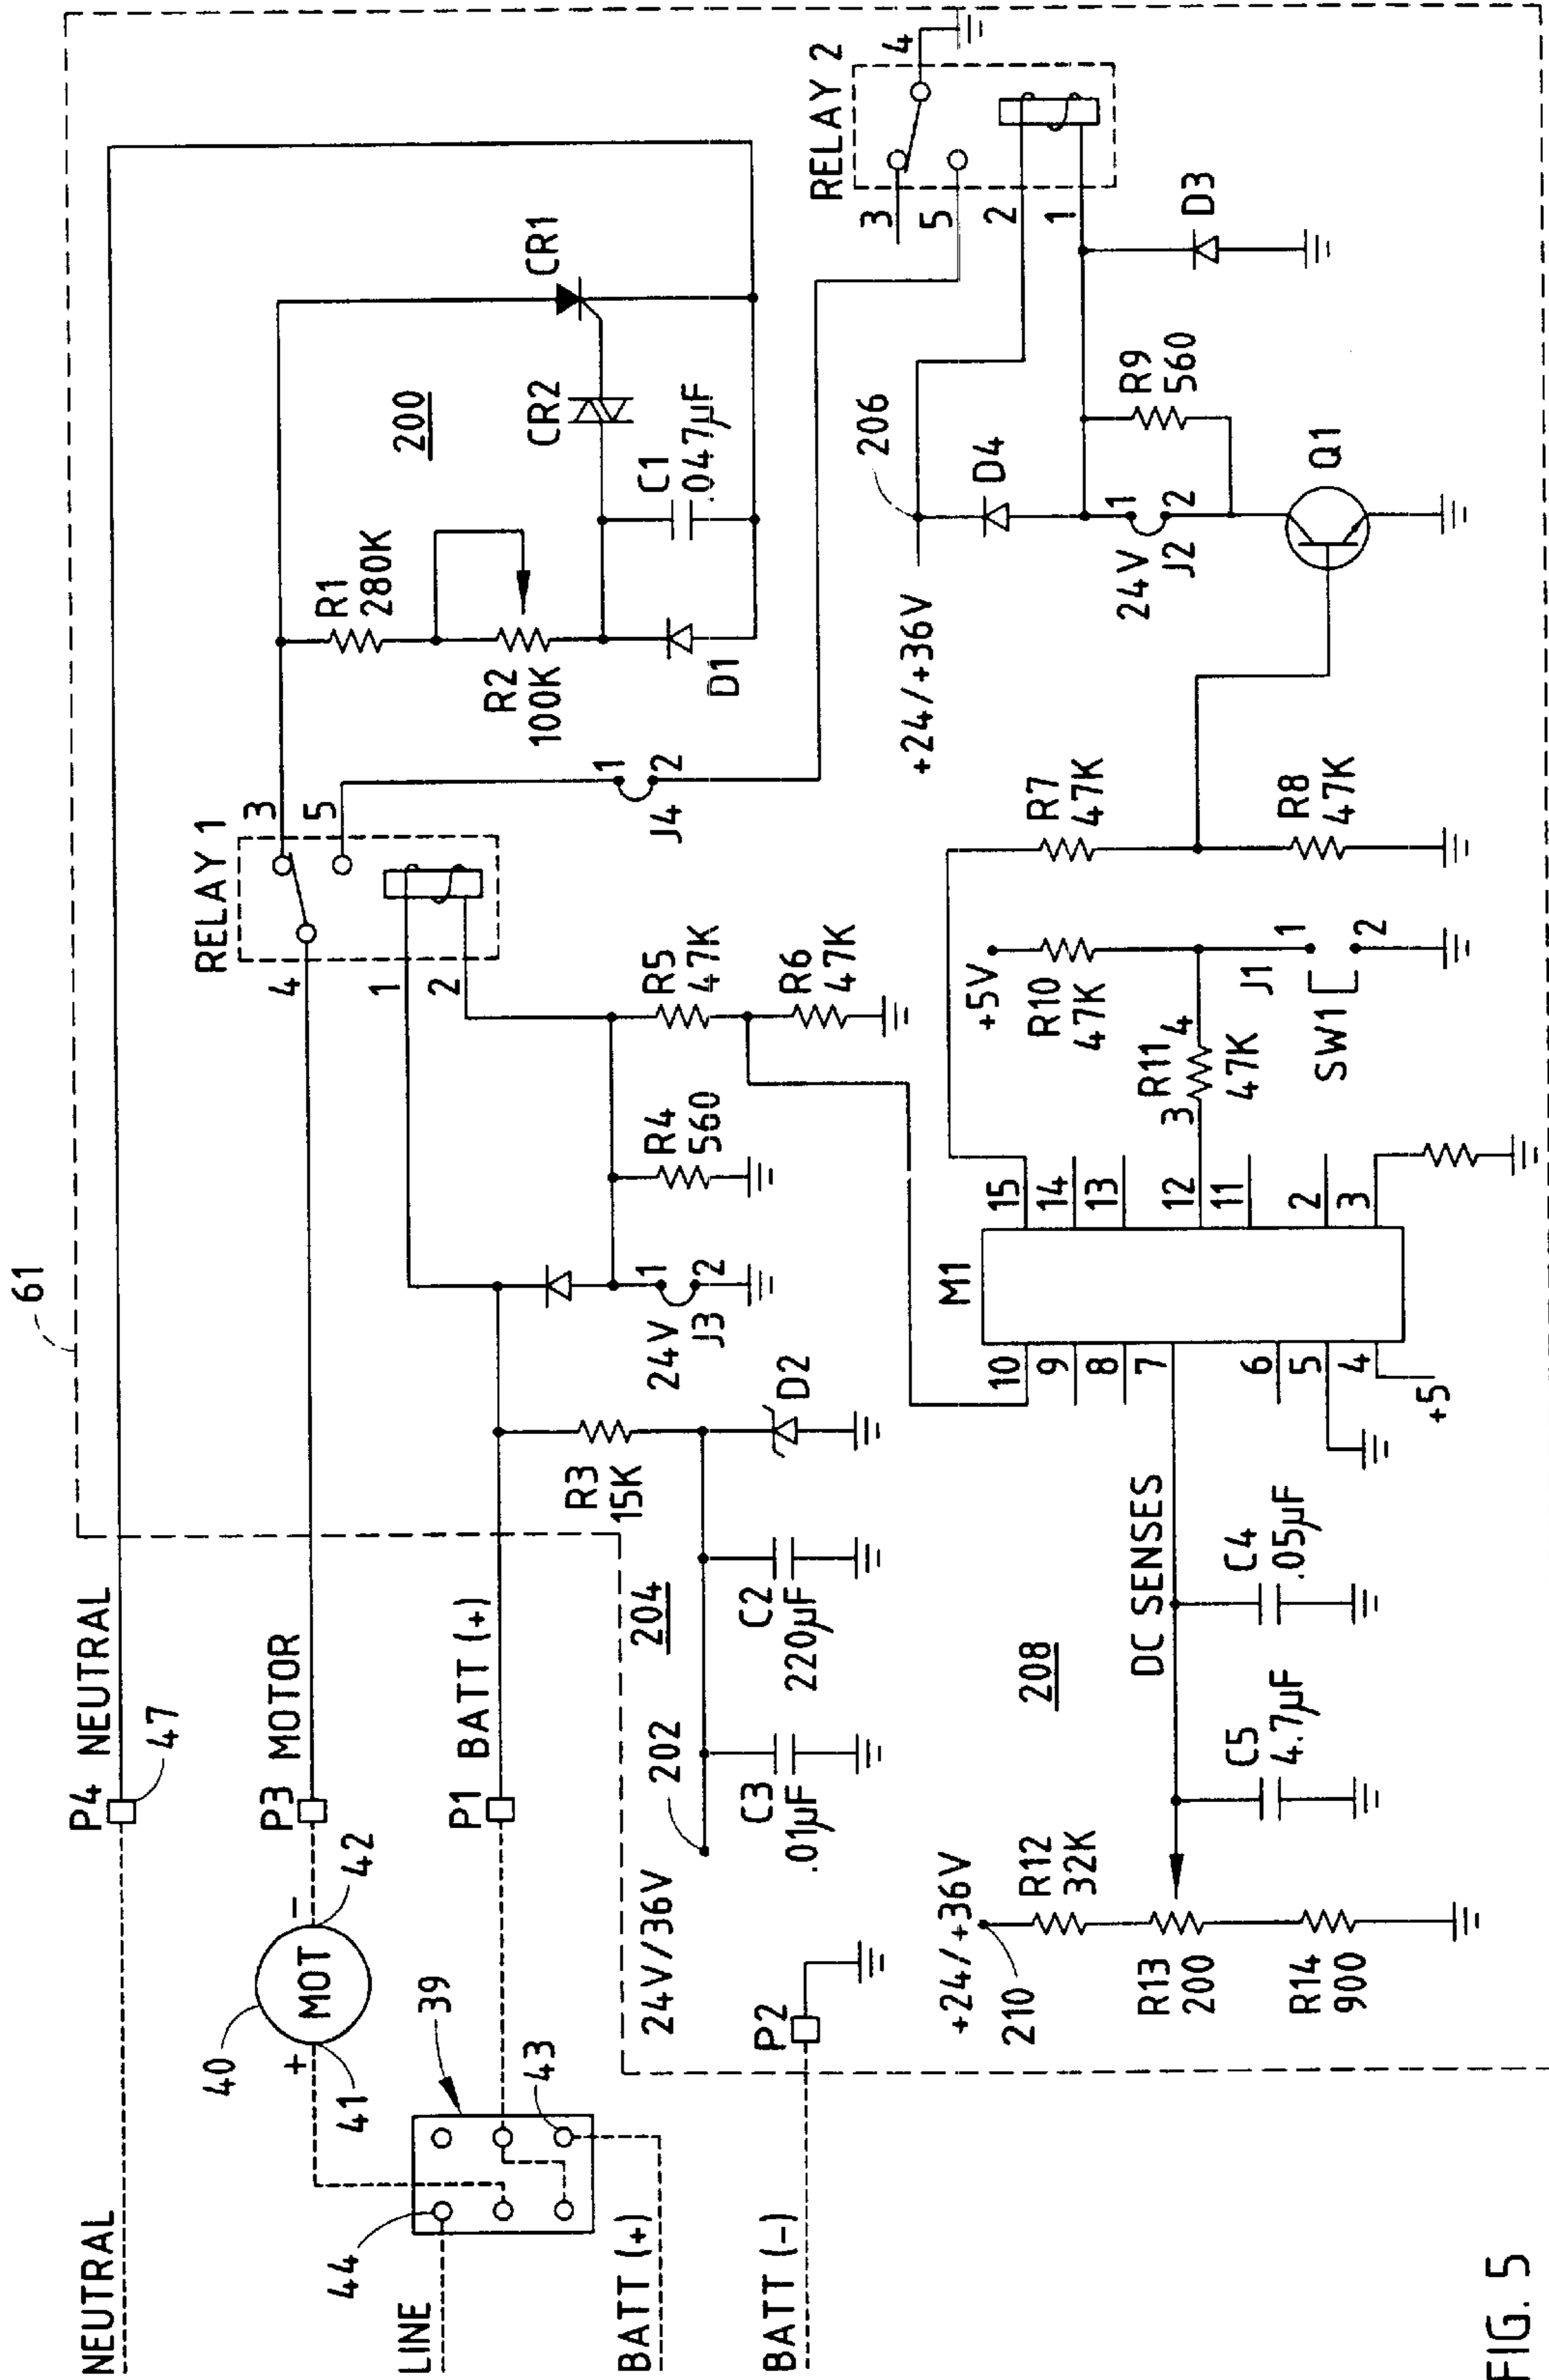 61
NEUTRAL
P4 NEUTRAL
47
P3 MOTOR
42
40
MOT
+
-
41
39
43
44
LINE
BATT (+)
BATT (-)
P1 BATT (+)
P2
RELAY 1
3
4
5
1
2
R1
280K
200
R2
100K
CR2
CR1
C1
.047µF
D1
J4
1
2
RELAY 2
3
4
5
2
1
D3
206
+24/+36V
D4
24V
1
J2
2
R9
560
Q1
R5
47K
R6
47K
R4
560
24V
1
J3
2
R3
15K
D2
204
C2
220µF
C3
.01µF
202
24V/36V
R7
47K
R8
47K
+5V
R10
47K
R11
47K
3
4
J1
1
2
SW1
M1
15
14
13
12
11
2
3
10
9
8
7
6
5
4
+5
DC SENSES
208
C4
.05µF
C5
4.7µF
+24/+36V
210
R12
32K
R13
200
R14
900
FIG. 5